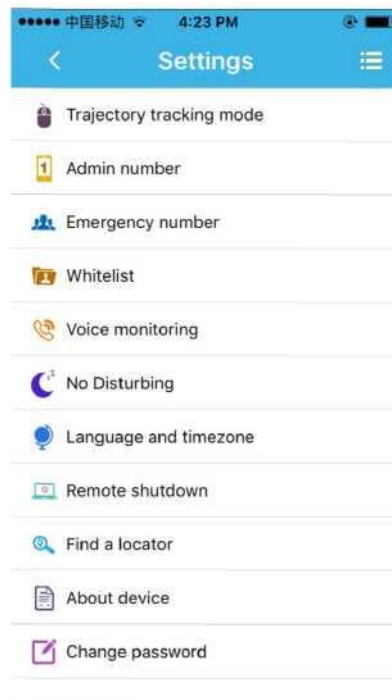 中国移动 4:23 PM
Settings
Trajectory tracking mode
1 Admin number
Emergency number
Whitelist
Voice monitoring
No Disturbing
Language and timezone
Remote shutdown
Find a locator
About device
Change password